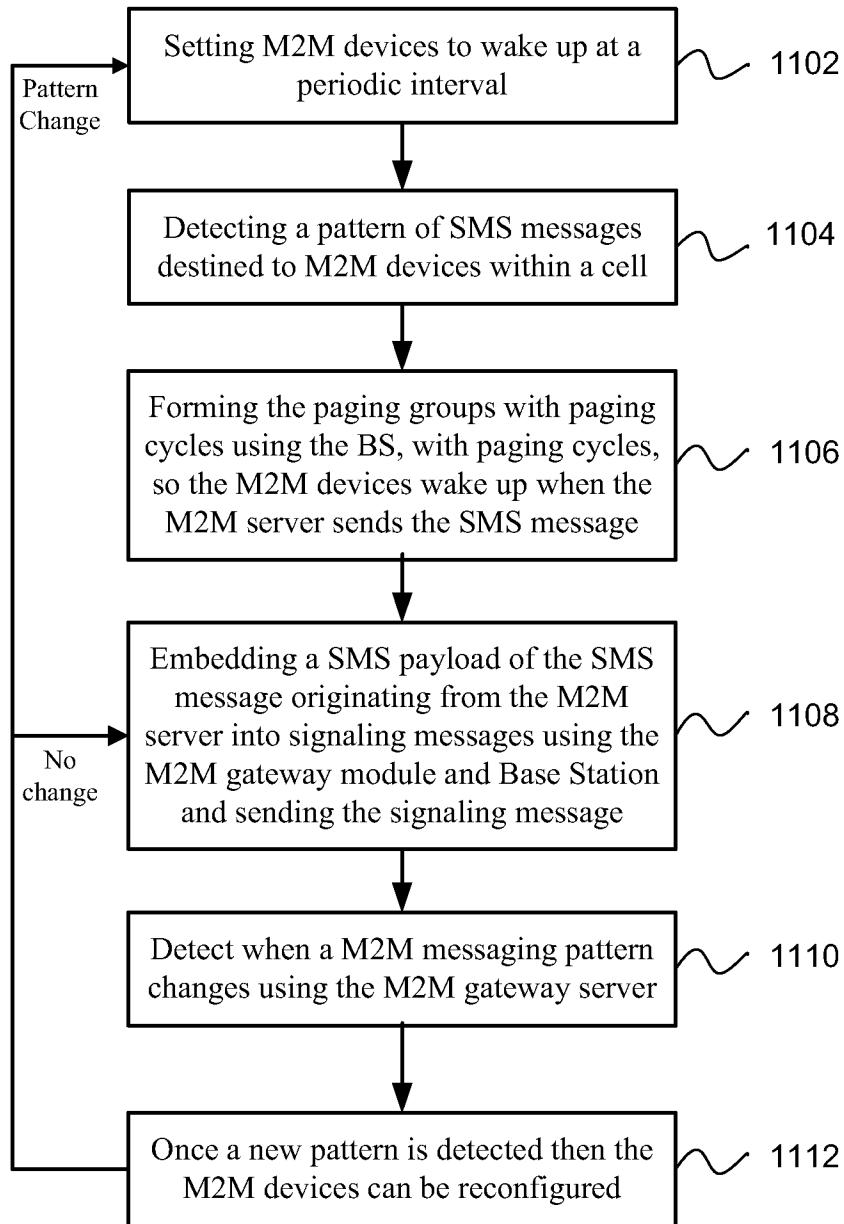 Setting M2M devices to wake up at a
periodic interval
1102
Pattern
Change
Detecting a pattern of SMS messages
destined to M2M devices within a cell
1104
Forming the paging groups with paging
cycles using the BS, with paging cycles,
so the M2M devices wake up when the
M2M server sends the SMS message
1106
Embedding a SMS payload of the SMS
message originating from the M2M
server into signaling messages using the
M2M gateway module and Base Station
and sending the signaling message
1108
No
change
Detect when a M2M messaging pattern
changes using the M2M gateway server
1110
Once a new pattern is detected then the
M2M devices can be reconfigured
1112